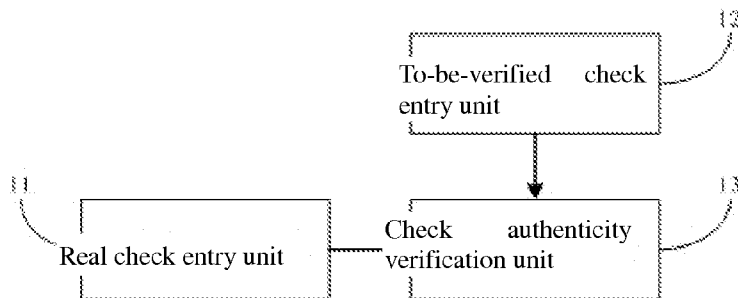 12
To-be-verified check
entry unit
11
13
Real check entry unit
Check authenticity
verification unit